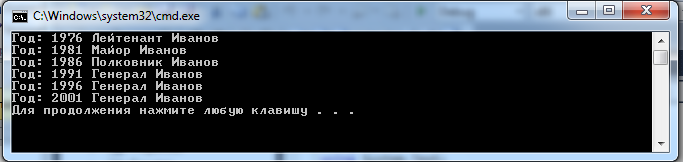 C:\Windows\system32\cmd.exe
Год: 1976 Лейтенант Иванов
Год: 1981 Майор Иванов
Год: 1986 Полковник Иванов
Год: 1991 Генерал Иванов
Год: 1996 Генерал Иванов
Год: 2001 Генерал Иванов
Для продолжения нажмите любую клавишу . . .